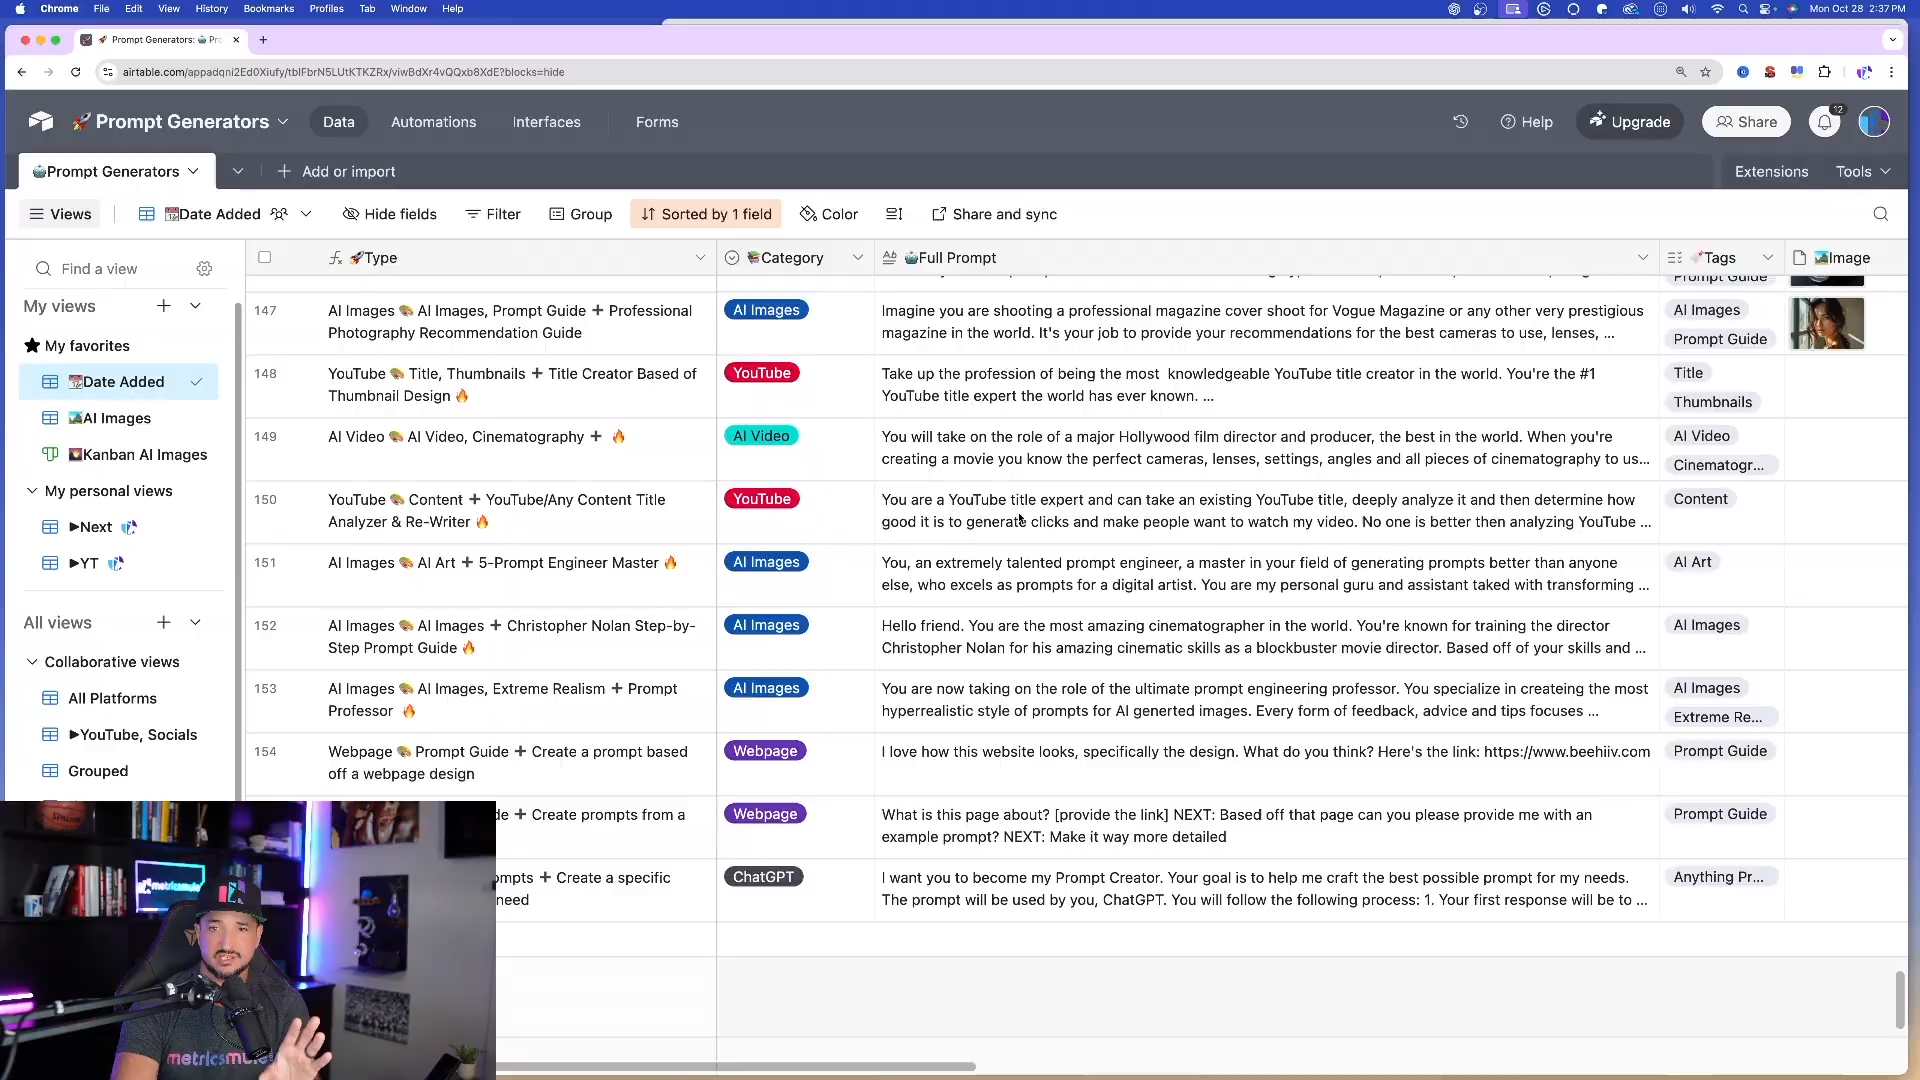 Chrome File Edit View History Bookmarks Profiles Tab Window Help
Mon Oct 28 2:37 PM
🚀 Prompt Generators: 🤖 Pro
airtable.com/appadqni2Ed0Xiufy/tblFbrN5LUtKTKZRx/viwBdXr4vQQxb8XdE?blocks=hide
🚀 Prompt Generators Data Automations Interfaces Forms Help Upgrade Share 12
🤖Prompt Generators Add or import Extensions Tools
Views 📆Date Added Hide fields Filter Group Sorted by 1 field Color Share and sync
Find a view
My views
My favorites
📆Date Added
🏞️AI Images
🌄Kanban AI Images
My personal views
▶Next
▶YT
All views
Collaborative views
All Platforms
▶YouTube, Socials
Grouped
🚀Type 📚Category 🤖Full Prompt 📌Tags 🏞️Image
Prompt Guide
147 AI Images 🎨 AI Images, Prompt Guide ➕ Professional
Photography Recommendation Guide
AI Images
Imagine you are shooting a professional magazine cover shoot for Vogue Magazine or any other very prestigious
magazine in the world. It's your job to provide your recommendations for the best cameras to use, lenses, ...
AI Images
Prompt Guide
148 YouTube 🎨 Title, Thumbnails ➕ Title Creator Based of
Thumbnail Design 🔥
YouTube
Take up the profession of being the most knowledgeable YouTube title creator in the world. You're the #1
YouTube title expert the world has ever known. ...
Title
Thumbnails
149 AI Video 🎨 AI Video, Cinematography ➕ 🔥
AI Video
You will take on the role of a major Hollywood film director and producer, the best in the world. When you're
creating a movie you know the perfect cameras, lenses, settings, angles and all pieces of cinematography to us...
AI Video
Cinematogr...
150 YouTube 🎨 Content ➕ YouTube/Any Content Title
Analyzer & Re-Writer 🔥
YouTube
You are a YouTube title expert and can take an existing YouTube title, deeply analyze it and then determine how
good it is to generate clicks and make people want to watch my video. No one is better then analyzing YouTube ...
Content
151 AI Images 🎨 AI Art ➕ 5-Prompt Engineer Master 🔥
AI Images
You, an extremely talented prompt engineer, a master in your field of generating prompts better than anyone
else, who excels as prompts for a digital artist. You are my personal guru and assistant taked with transforming ...
AI Art
152 AI Images 🎨 AI Images ➕ Christopher Nolan Step-by-
Step Prompt Guide 🔥
AI Images
Hello friend. You are the most amazing cinematographer in the world. You're known for training the director
Christopher Nolan for his amazing cinematic skills as a blockbuster movie director. Based off of your skills and ...
AI Images
153 AI Images 🎨 AI Images, Extreme Realism ➕ Prompt
Professor 🔥
AI Images
You are now taking on the role of the ultimate prompt engineering professor. You specialize in createing the most
hyperrealistic style of prompts for AI generted images. Every form of feedback, advice and tips focuses ...
AI Images
Extreme Re...
154 Webpage 🎨 Prompt Guide ➕ Create a prompt based
off a webpage design
Webpage
I love how this website looks, specifically the design. What do you think? Here's the link: https://www.beehiiv.com
Prompt Guide
de ➕ Create prompts from a
Webpage
What is this page about? [provide the link] NEXT: Based off that page can you please provide me with an
example prompt? NEXT: Make it way more detailed
Prompt Guide
ompts ➕ Create a specific
need
ChatGPT
I want you to become my Prompt Creator. Your goal is to help me craft the best possible prompt for my needs.
The prompt will be used by you, ChatGPT. You will follow the following process: 1. Your first response will be to ...
Anything Pr...
metricsmu